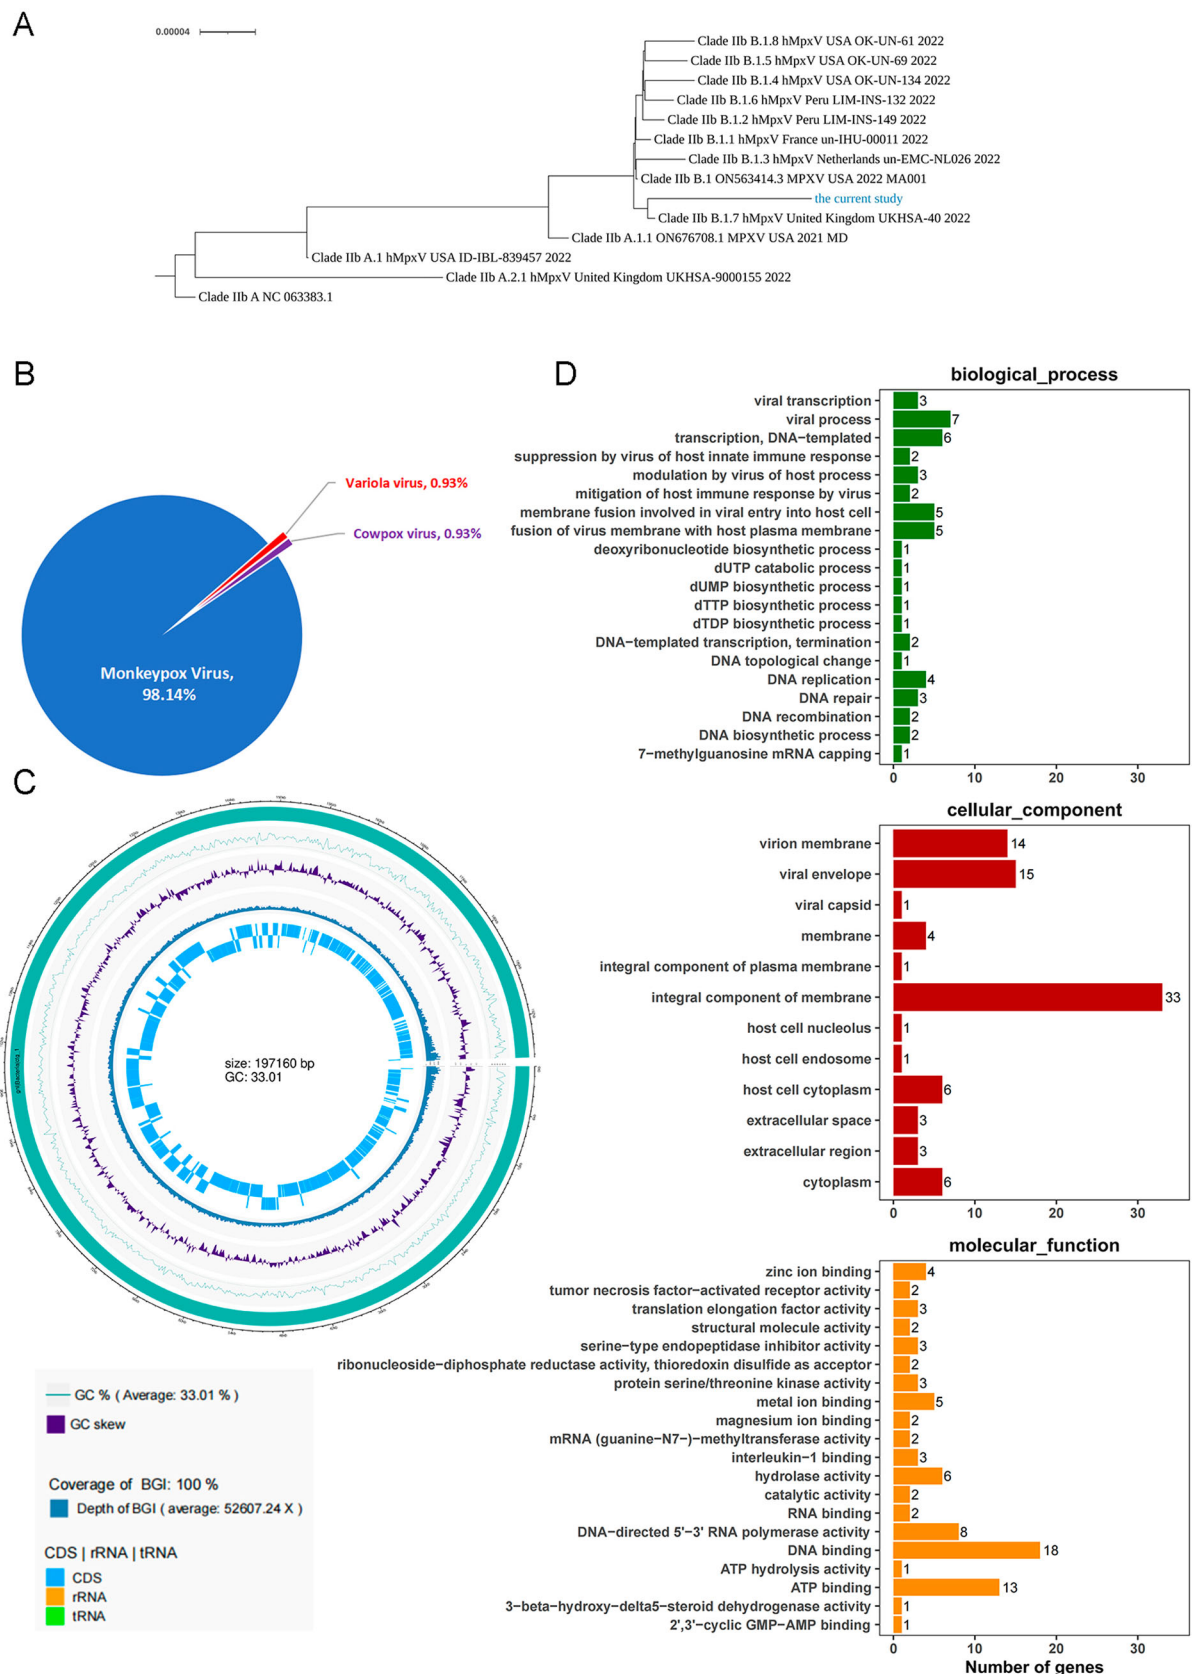 A
0.00004
Clade IIb B.1.8 hMpxV USA OK-UN-61 2022
Clade IIb B.1.5 hMpxV USA OK-UN-69 2022
Clade IIb B.1.4 hMpxV USA OK-UN-134 2022
Clade IIb B.1.6 hMpxV Peru LIM-INS-132 2022
Clade IIb B.1.2 hMpxV Peru LIM-INS-149 2022
Clade IIb B.1.1 hMpxV France un-IHU-00011 2022
Clade IIb B.1.3 hMpxV Netherlands un-EMC-NL026 2022
Clade IIb B.1 ON563414.3 MPXV USA 2022 MA001
the current study
Clade IIb B.1.7 hMpxV United Kingdom UKHSA-40 2022
Clade IIb A.1.1 ON676708.1 MPXV USA 2021 MD
Clade IIb A.1 hMpxV USA ID-IBL-839457 2022
Clade IIb A.2.1 hMpxV United Kingdom UKHSA-9000155 2022
Clade IIb A NC 063383.1
B
Variola virus, 0.93%
Cowpox virus, 0.93%
Monkeypox Virus,
98.14%
C
size: 197160 bp
GC: 33.01
GC % ( Average: 33.01 % )
GC skew
Coverage of BGI: 100 %
Depth of BGI ( average: 52607.24 X )
CDS | rRNA | tRNA
CDS
rRNA
tRNA
D
biological_process
viral transcription 3
viral process 7
transcription, DNA−templated 6
suppression by virus of host innate immune response 2
modulation by virus of host process 3
mitigation of host immune response by virus 2
membrane fusion involved in viral entry into host cell 5
fusion of virus membrane with host plasma membrane 5
deoxyribonucleotide biosynthetic process 1
dUTP catabolic process 1
dUMP biosynthetic process 1
dTTP biosynthetic process 1
dTDP biosynthetic process 1
DNA−templated transcription, termination 2
DNA topological change 1
DNA replication 4
DNA repair 3
DNA recombination 2
DNA biosynthetic process 2
7−methylguanosine mRNA capping 1
0 10 20 30
cellular_component
virion membrane 14
viral envelope 15
viral capsid 1
membrane 4
integral component of plasma membrane 1
integral component of membrane 33
host cell nucleolus 1
host cell endosome 1
host cell cytoplasm 6
extracellular space 3
extracellular region 3
cytoplasm 6
0 10 20 30
molecular_function
zinc ion binding 4
tumor necrosis factor−activated receptor activity 2
translation elongation factor activity 3
structural molecule activity 2
serine−type endopeptidase inhibitor activity 3
ribonucleoside−diphosphate reductase activity, thioredoxin disulfide as acceptor 2
protein serine/threonine kinase activity 3
metal ion binding 5
magnesium ion binding 2
mRNA (guanine−N7−)−methyltransferase activity 2
interleukin−1 binding 3
hydrolase activity 6
catalytic activity 2
RNA binding 2
DNA−directed 5'−3' RNA polymerase activity 8
DNA binding 18
ATP hydrolysis activity 1
ATP binding 13
3−beta−hydroxy−delta5−steroid dehydrogenase activity 1
2',3'−cyclic GMP−AMP binding 1
0 10 20 30
Number of genes